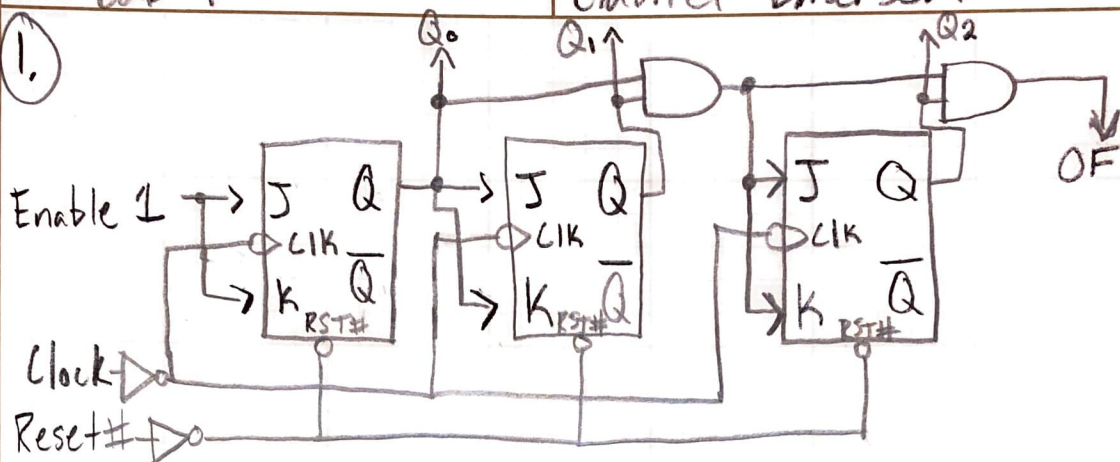 1.
Q0 Q1 Q2
OF
Enable 1
J Q J Q J Q
CLK CLK CLK
K Q̅ K Q̅ K Q̅
RST# RST# RST#
Clock
Reset#